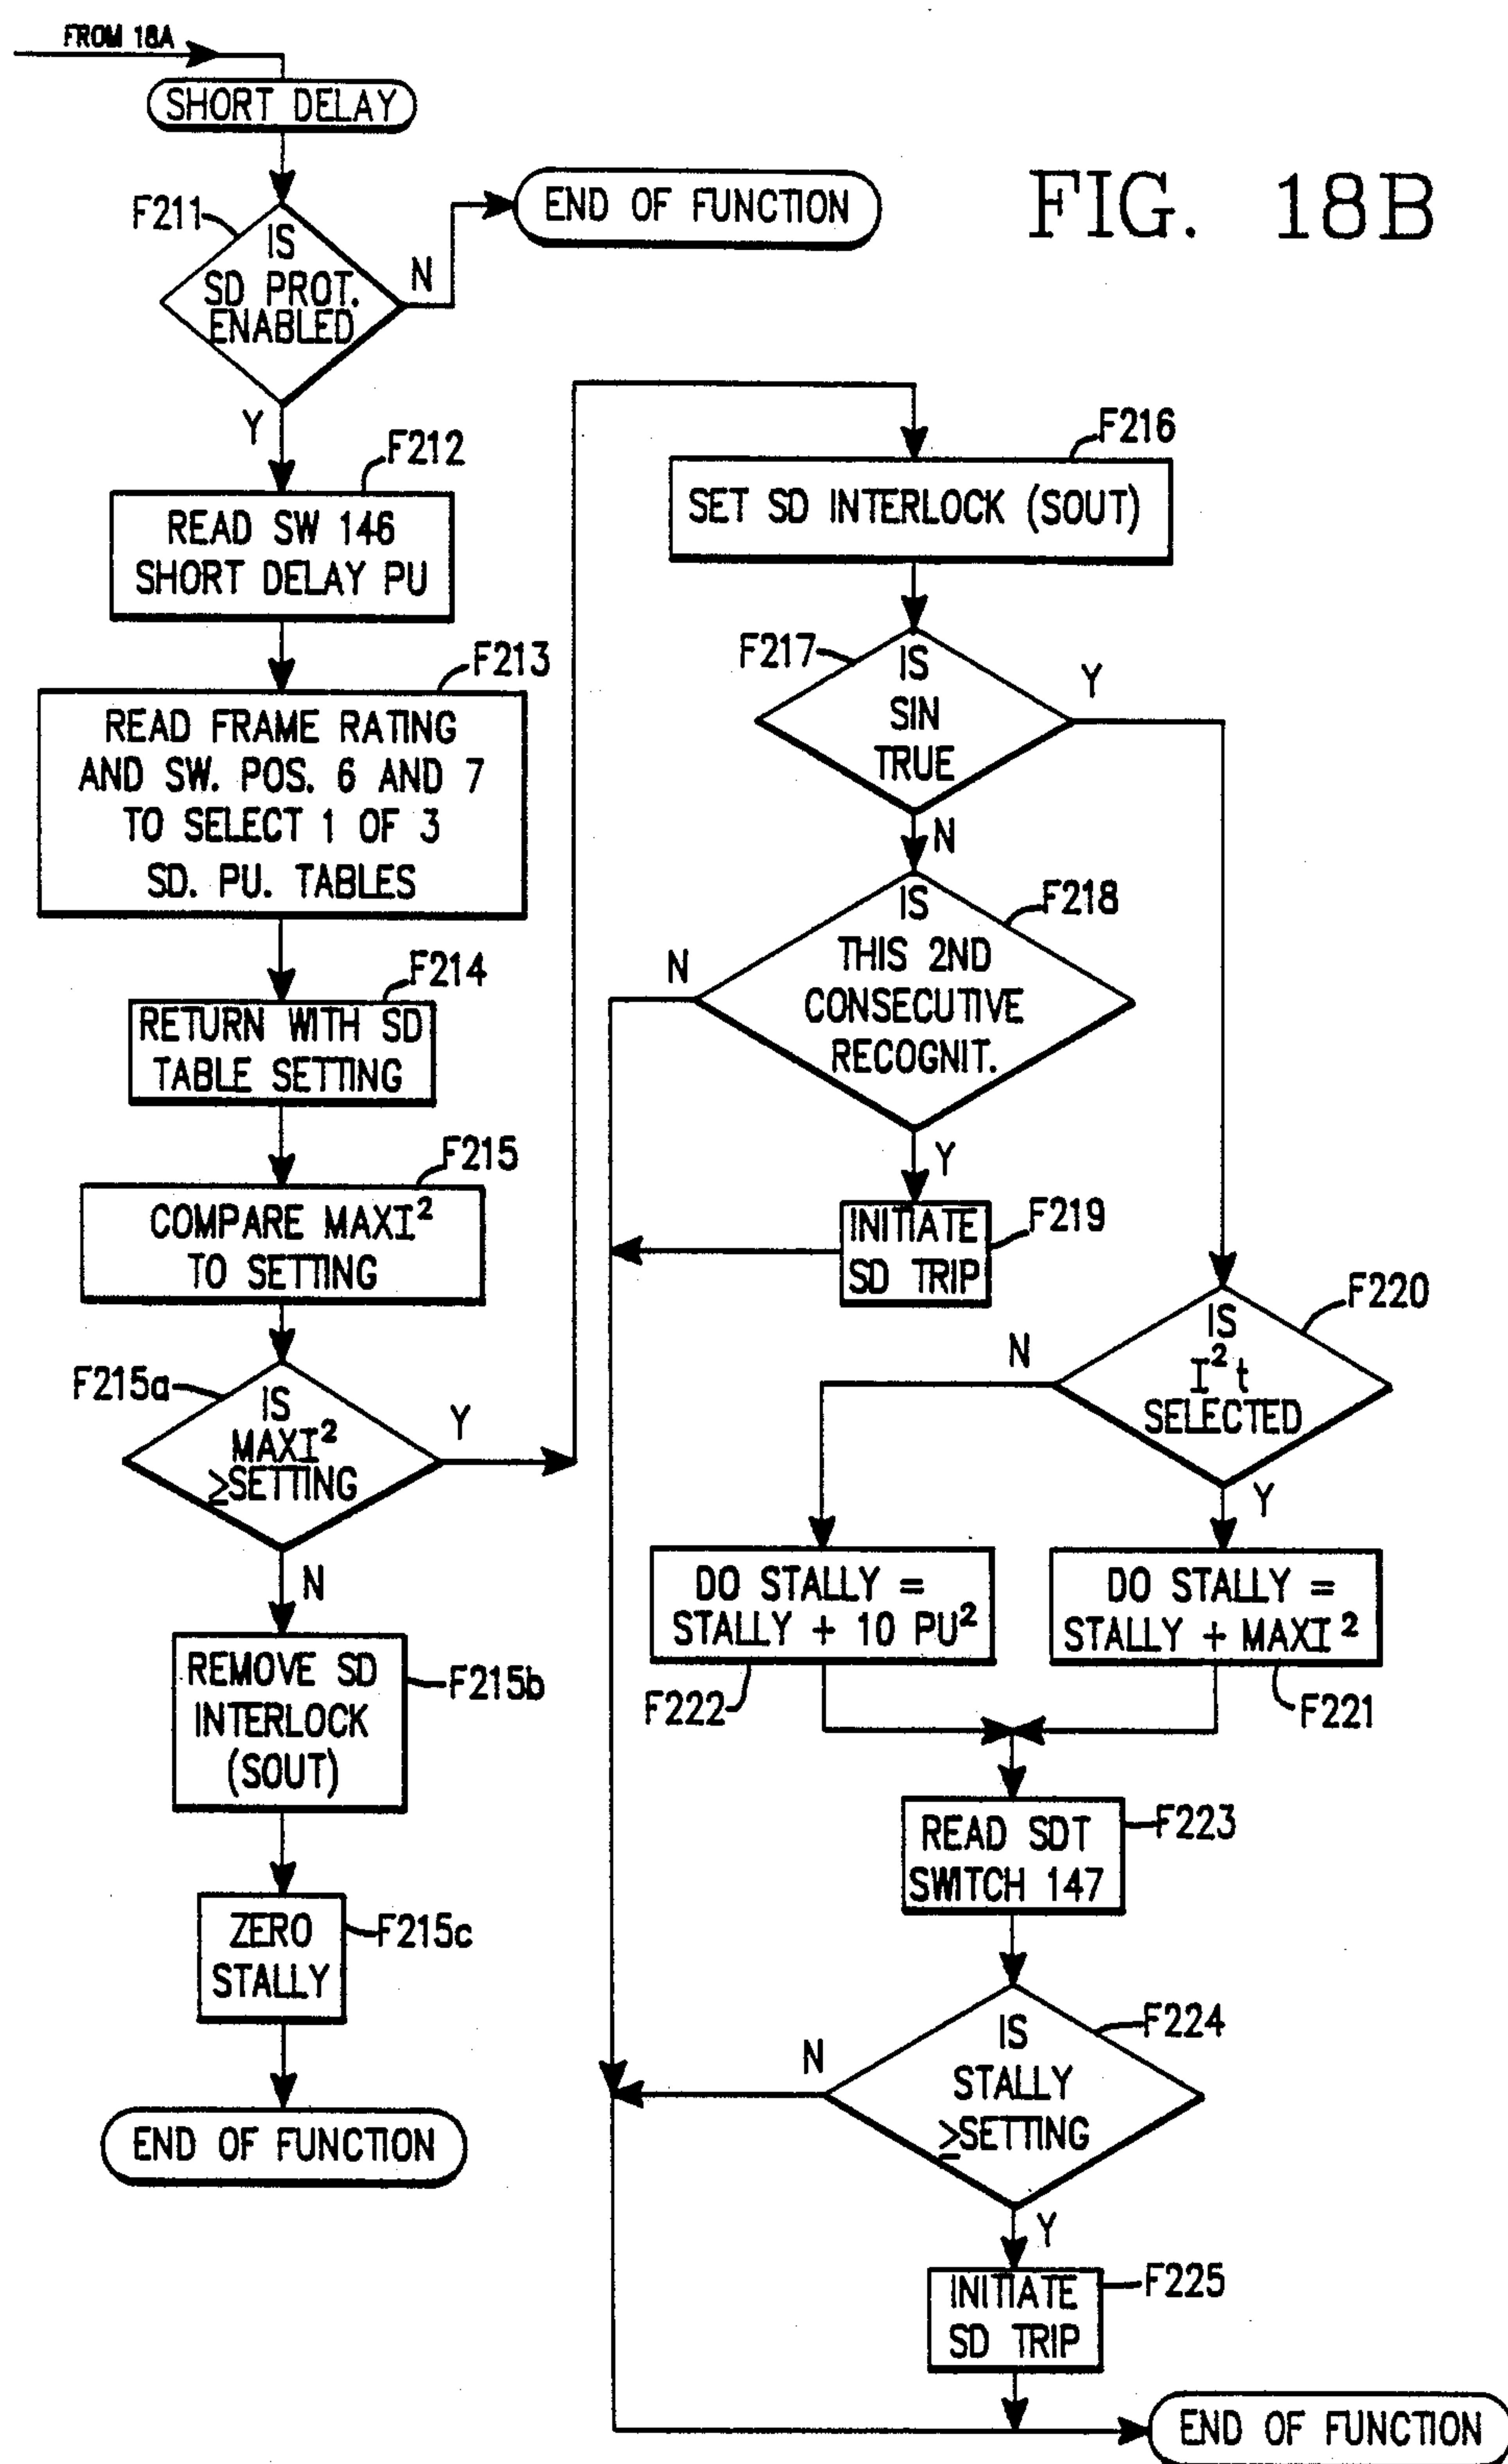 FROM 18A
SHORT DELAY
FIG. 18B
F211
IS
SD PROT.
ENABLED
N
END OF FUNCTION
Y
F212
READ SW 146
SHORT DELAY PU
F213
READ FRAME RATING
AND SW. POS. 6 AND 7
TO SELECT 1 OF 3
SD. PU. TABLES
F214
RETURN WITH SD
TABLE SETTING
F215
COMPARE MAXI²
TO SETTING
F215a
IS
MAXI²
≥SETTING
Y
N
REMOVE SD
INTERLOCK
(SOUT)
F215b
ZERO
STALLY
F215c
END OF FUNCTION
F216
SET SD INTERLOCK (SOUT)
F217
IS
SIN
TRUE
Y
N
F218
IS
THIS 2ND
CONSECUTIVE
RECOGNIT.
N
Y
INITIATE
SD TRIP
F219
F220
IS
I²t
SELECTED
N
Y
DO STALLY =
STALLY + 10 PU²
F222
DO STALLY =
STALLY + MAXI²
F221
READ SDT
SWITCH 147
F223
F224
IS
STALLY
≥SETTING
N
Y
INITIATE
SD TRIP
F225
END OF FUNCTION